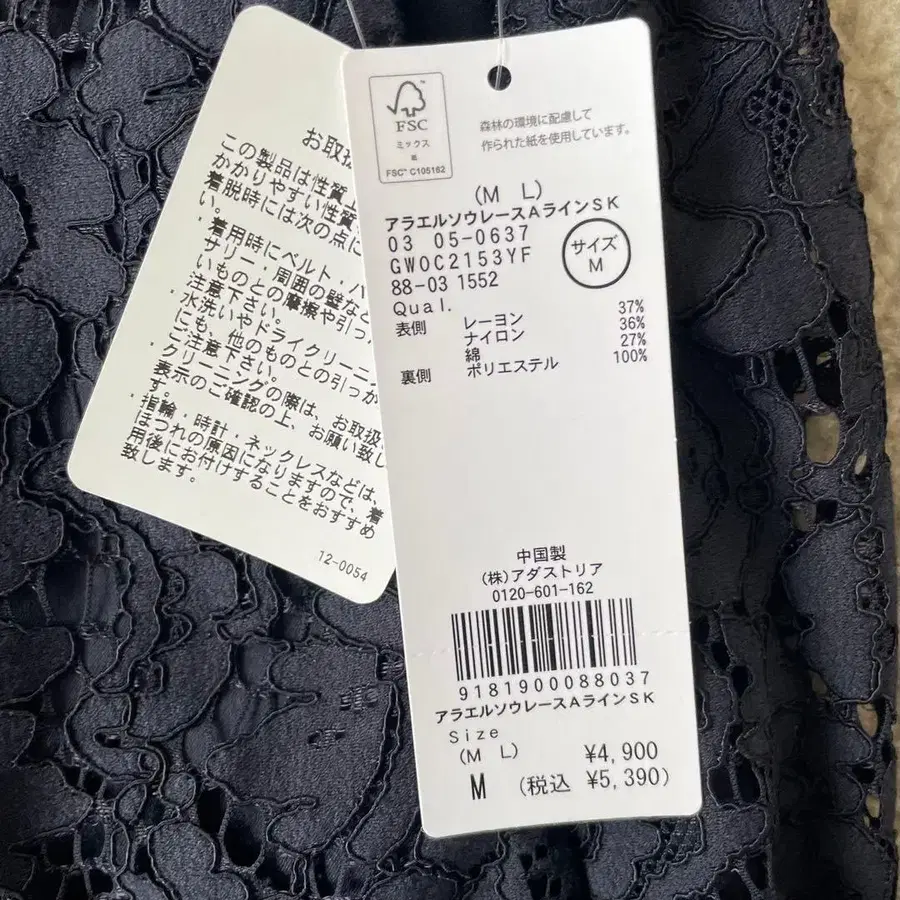 お取扱
この製品は性質上
かかりやすい性質
着脱時には次の点に
い。
・着用時にベルト・バ
サリー・周囲の壁など
いものとの摩擦や引っ
注意下さい。
・水洗いやドライクリーニ
にも、他のものとの引っか
ご注意下さい。
・クリーニングの際は、お取扱
表示のご確認の上、お願い致し
す。
・指輪・時計・ネックレスなどは、
ほつれの原因になりますので、着
用後にお付けすることをおすすめ
致します。
12-0054
FSC
ミックス
紙
FSC™ C105162
森林の環境に配慮して
作られた紙を使用しています。
(M L)
アラエルソウレースAラインSK
03 05-0637
GWOC2153YF
88-03 1552
サイズ
M
Qual.
表側 レーヨン 37%
ナイロン 36%
綿 27%
裏側 ポリエステル 100%
中国製
(株)アダストリア
0120-601-162
9181900088037
アラエルソウレースAラインSK
Size
(M L) ¥4,900
M (税込 ¥5,390)